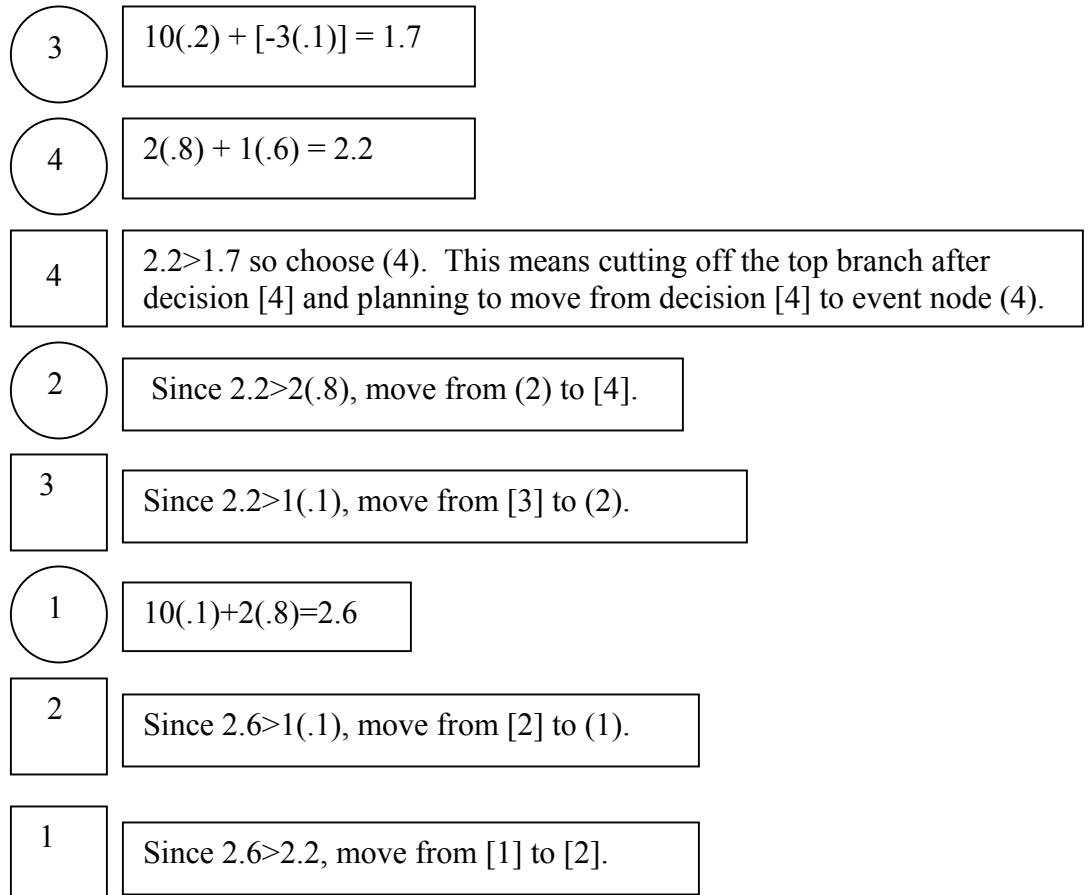 3
10(.2) + [-3(.1)] = 1.7
4
2(.8) + 1(.6) = 2.2
4
2.2>1.7 so choose (4).  This means cutting off the top branch after
decision [4] and planning to move from decision [4] to event node (4).
2
Since 2.2>2(.8), move from (2) to [4].
3
Since 2.2>1(.1), move from [3] to (2).
1
10(.1)+2(.8)=2.6
2
Since 2.6>1(.1), move from [2] to (1).
1
Since 2.6>2.2, move from [1] to [2].